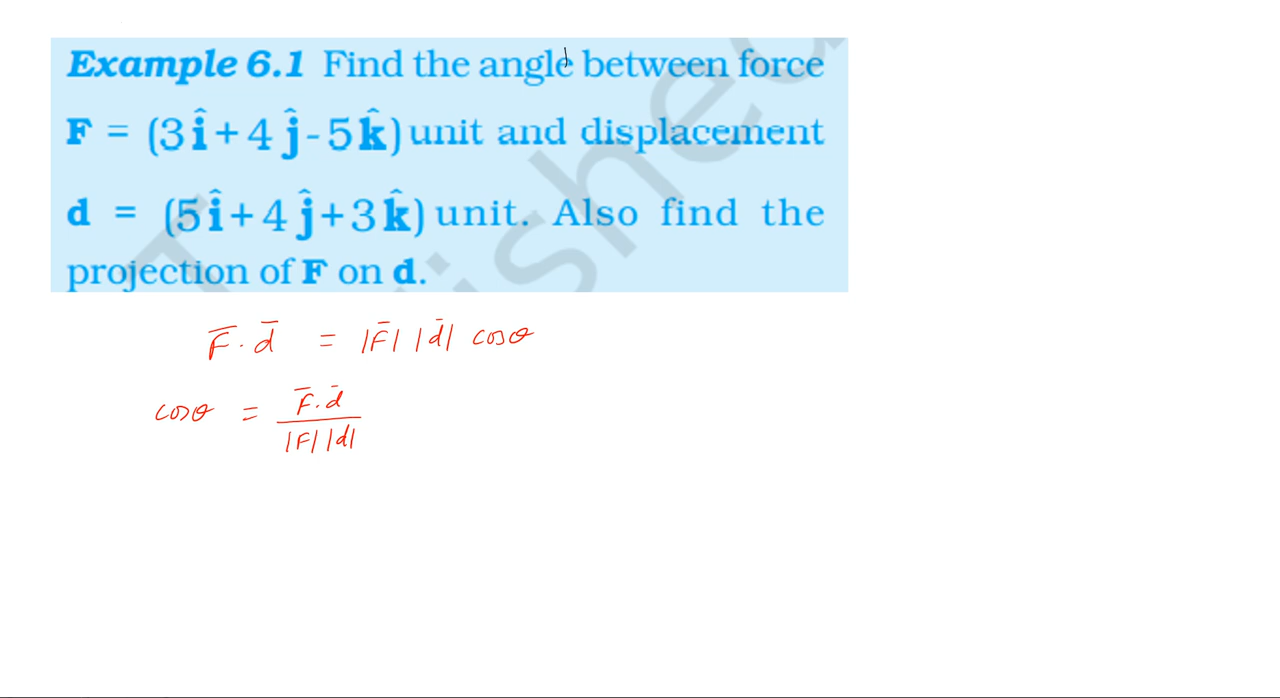 Example 6.1 Find the angle between force
F = (3î + 4ĵ - 5k̂) unit and displacement
d = (5î + 4ĵ + 3k̂) unit. Also find the
projection of F on d.
F̄ . d̄ = |F̄| |d̄| cosθ
cosθ = F̄ . d̄ / |F| |d|